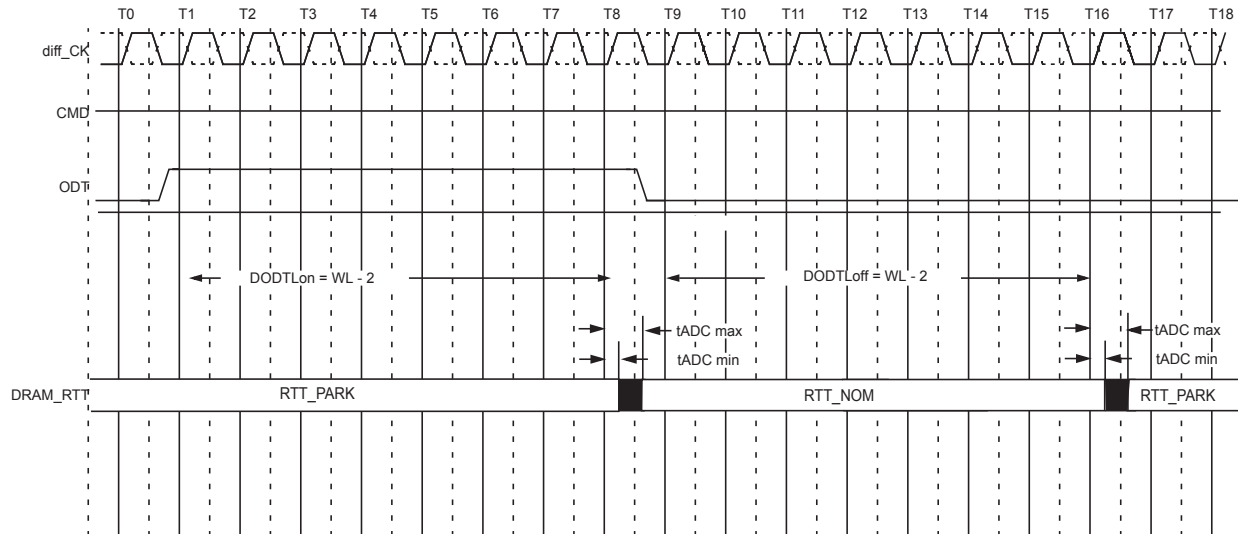 T0 T1 T2 T3 T4 T5 T6 T7 T8 T9 T10 T11 T12 T13 T14 T15 T16 T17 T18
diff_CK
CMD
ODT
DODTLon = WL - 2
DODTLoff = WL - 2
tADC max
tADC max
tADC min
tADC min
DRAM_RTT
RTT_PARK
RTT_NOM
RTT_PARK